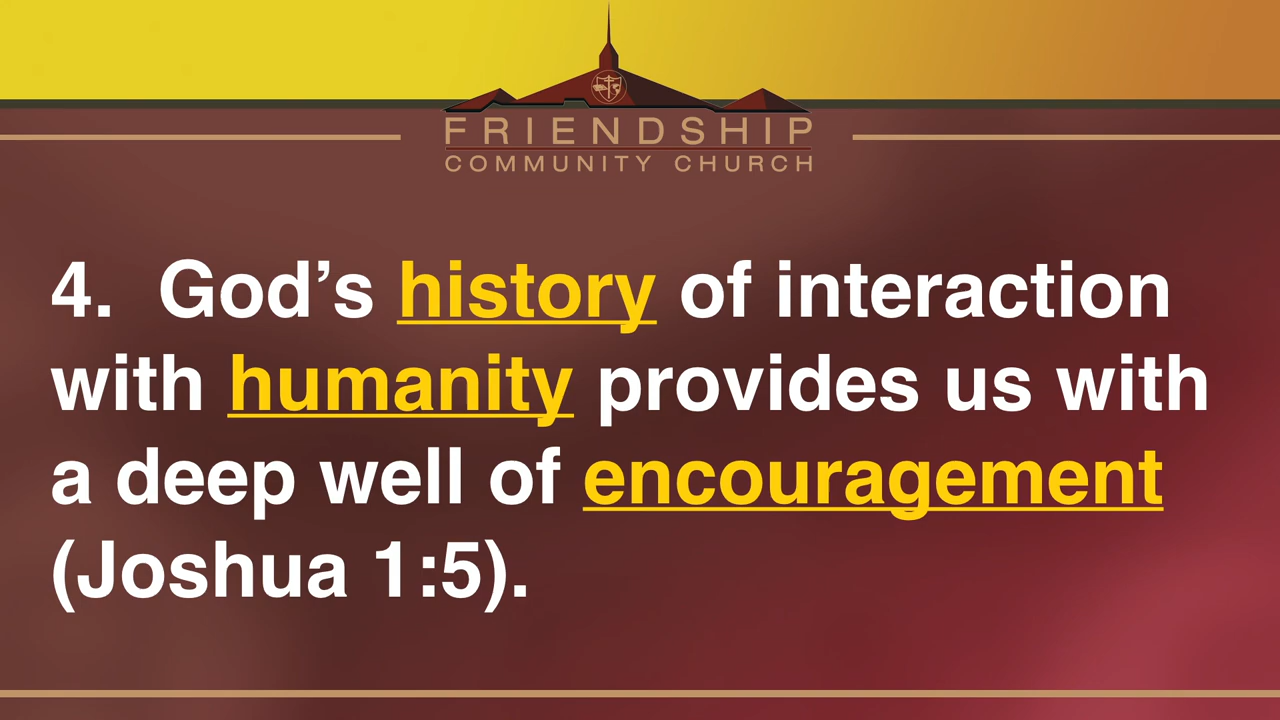 FRIENDSHIP
COMMUNITY CHURCH
4. God’s history of interaction
with humanity provides us with
a deep well of encouragement
(Joshua 1:5).